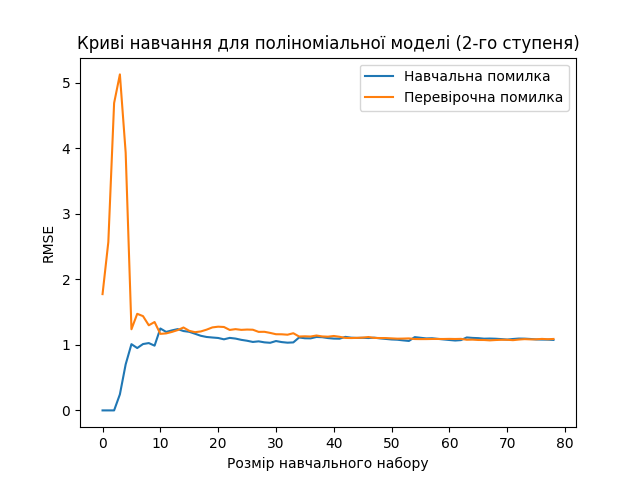 Криві навчання для поліноміальної моделі (2-го ступеня)
Навчальна помилка
Перевірочна помилка
RMSE
5
4
3
2
1
0
0 10 20 30 40 50 60 70 80
Розмір навчального набору